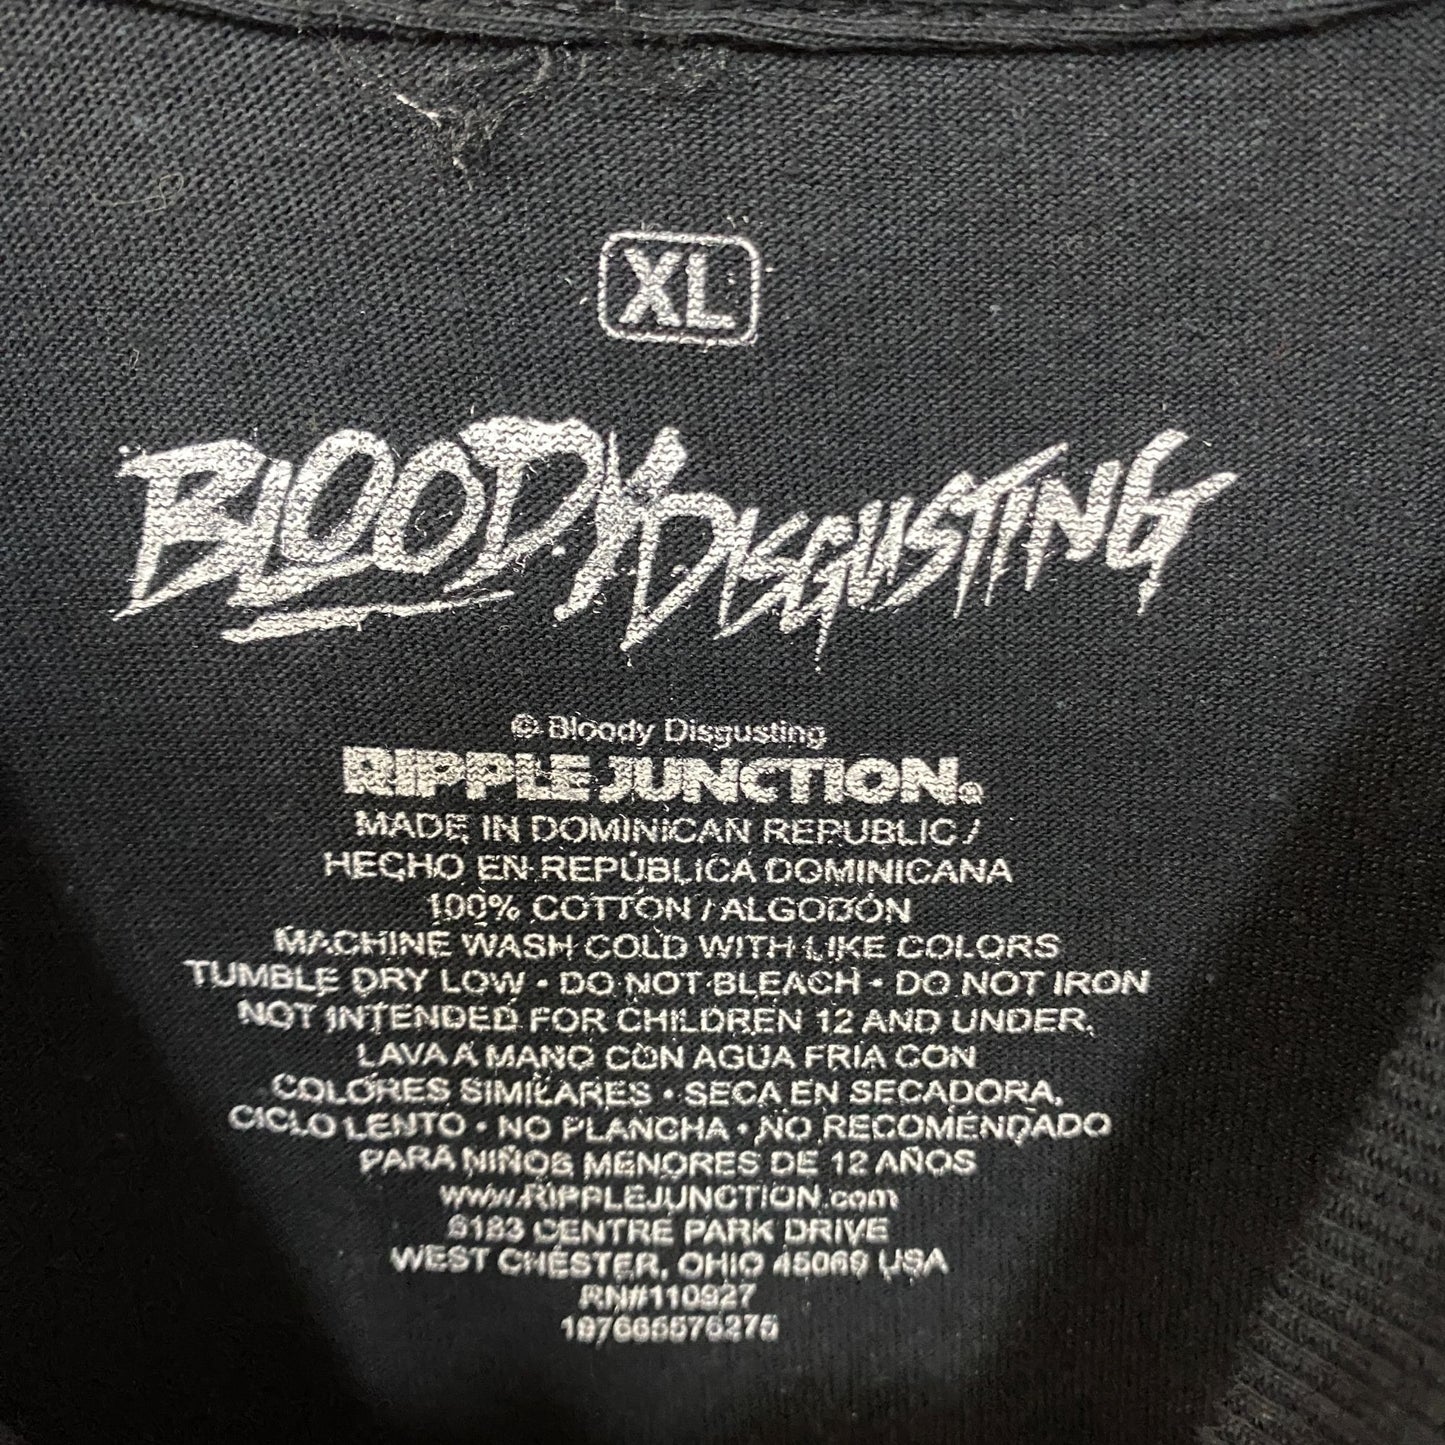 XL
BLOODY DISGUSTING
© Bloody Disgusting
RIPPLE JUNCTION®
MADE IN DOMINICAN REPUBLIC /
HECHO EN REPÚBLICA DOMINICANA
100% COTTON / ALGODÓN
MACHINE WASH COLD WITH LIKE COLORS
TUMBLE DRY LOW • DO NOT BLEACH • DO NOT IRON
NOT INTENDED FOR CHILDREN 12 AND UNDER.
LAVA A MANO CON AGUA FRIA CON
COLORES SIMILARES • SECA EN SECADORA,
CICLO LENTO • NO PLANCHA • NO RECOMENDADO
PARA NIÑOS MENORES DE 12 AÑOS
www.RIPPLEJUNCTION.com
6183 CENTRE PARK DRIVE
WEST CHESTER, OHIO 45069 USA
RN#110927
197665576275